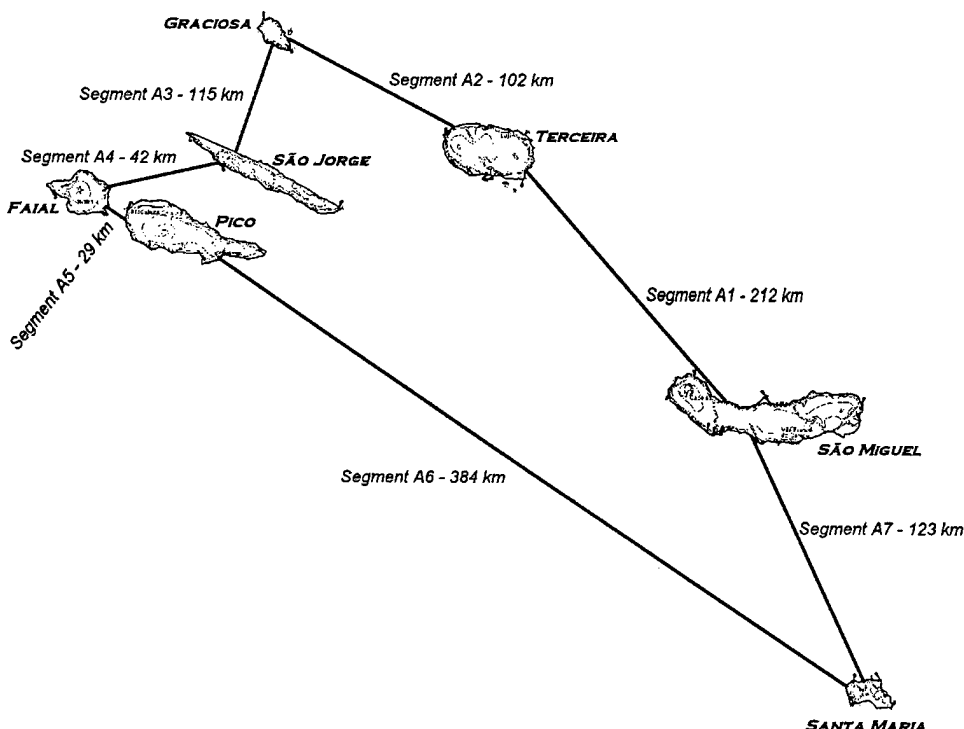 GRACIOSA
Segment A2 - 102 km
Segment A3 - 115 km
TERCEIRA
Segment A4 - 42 km
SÃO JORGE
FAIAL
PICO
Segment A5 - 29 km
Segment A1 - 212 km
SÃO MIGUEL
Segment A6 - 384 km
Segment A7 - 123 km
SANTA MARIA